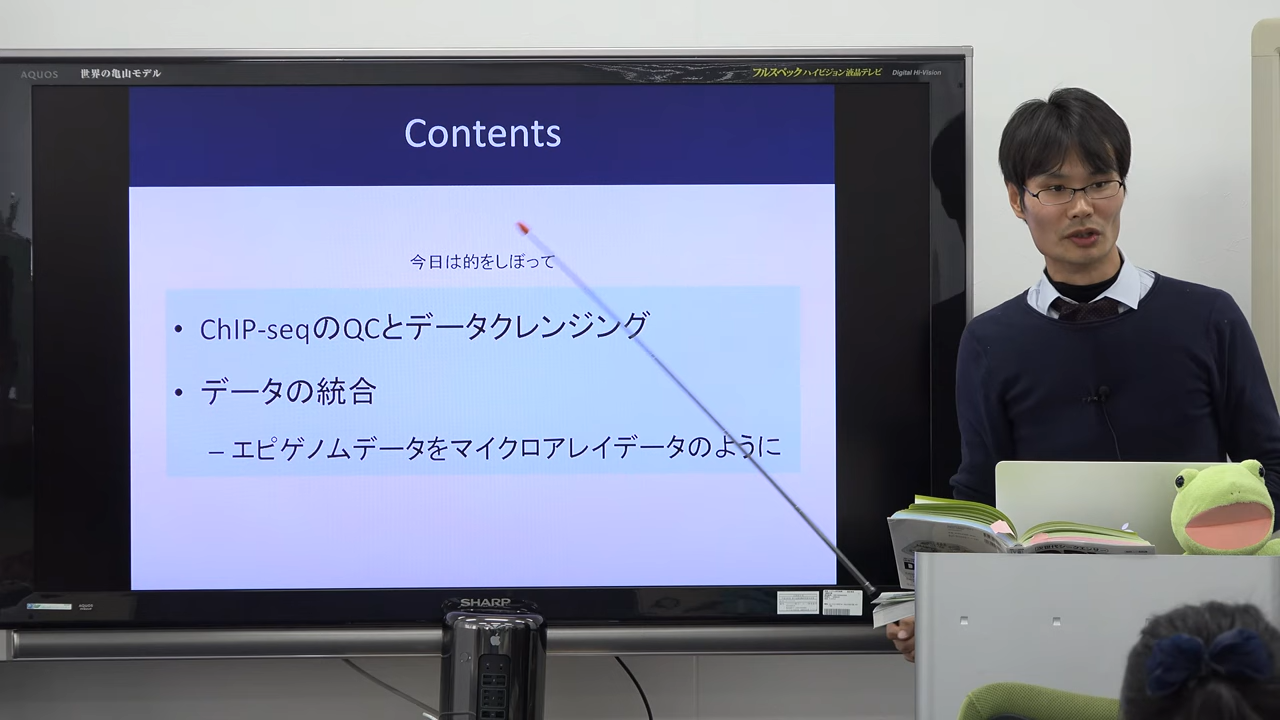 AQUOS 世界の亀山モデル フルスペックハイビジョン液晶テレビ Digital Hi-Vision
Contents
今日は的をしぼって
• ChIP-seqのQCとデータクレンジング
• データの統合
– エピゲノムデータをマイクロアレイデータのように
SHARP